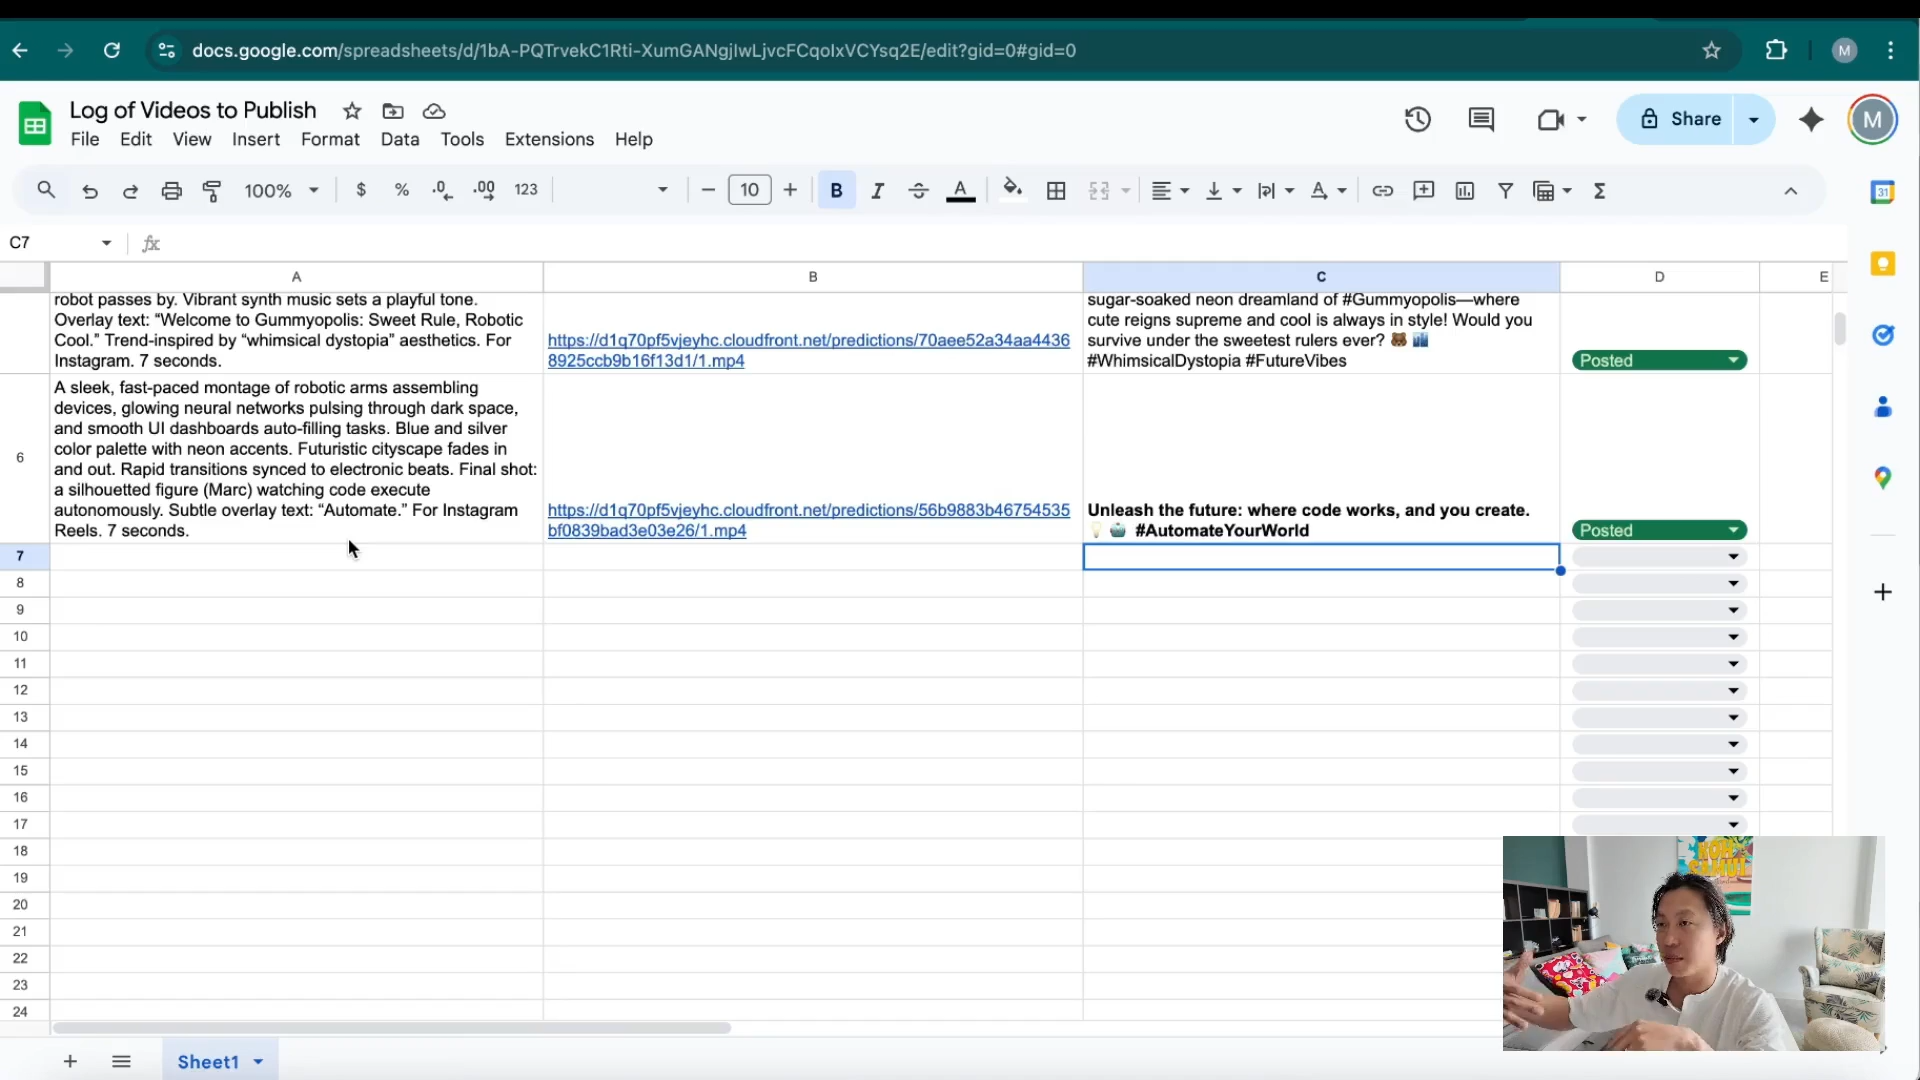 docs.google.com/spreadsheets/d/1bA-PQTrvekC1Rti-XumGANgjIwLjvcFCqoIxVCYsq2E/edit?gid=0#gid=0
M
Log of Videos to Publish
Share
M
File Edit View Insert Format Data Tools Extensions Help
100% $ % .0 .00 123 10 B I S A Σ
31
C7
fx
A B C D E
robot passes by. Vibrant synth music sets a playful tone.
Overlay text: “Welcome to Gummyopolis: Sweet Rule, Robotic
Cool.” Trend-inspired by “whimsical dystopia” aesthetics. For
Instagram. 7 seconds.
https://d1q70pf5vjeyhc.cloudfront.net/predictions/70aee52a34aa4436
8925ccb9b16f13d1/1.mp4
sugar-soaked neon dreamland of #Gummyopolis—where
cute reigns supreme and cool is always in style! Would you
survive under the sweetest rulers ever? 🐻 🏙️
#WhimsicalDystopia #FutureVibes
Posted
6
A sleek, fast-paced montage of robotic arms assembling
devices, glowing neural networks pulsing through dark space,
and smooth UI dashboards auto-filling tasks. Blue and silver
color palette with neon accents. Futuristic cityscape fades in
and out. Rapid transitions synced to electronic beats. Final shot:
a silhouetted figure (Marc) watching code execute
autonomously. Subtle overlay text: “Automate.” For Instagram
Reels. 7 seconds.
https://d1q70pf5vjeyhc.cloudfront.net/predictions/56b9883b46754535
bf0839bad3e03e26/1.mp4
Unleash the future: where code works, and you create.
💡 🤖 #AutomateYourWorld
Posted
7
8
9
10
11
12
13
14
15
16
17
18
19
20
21
22
23
24
Sheet1